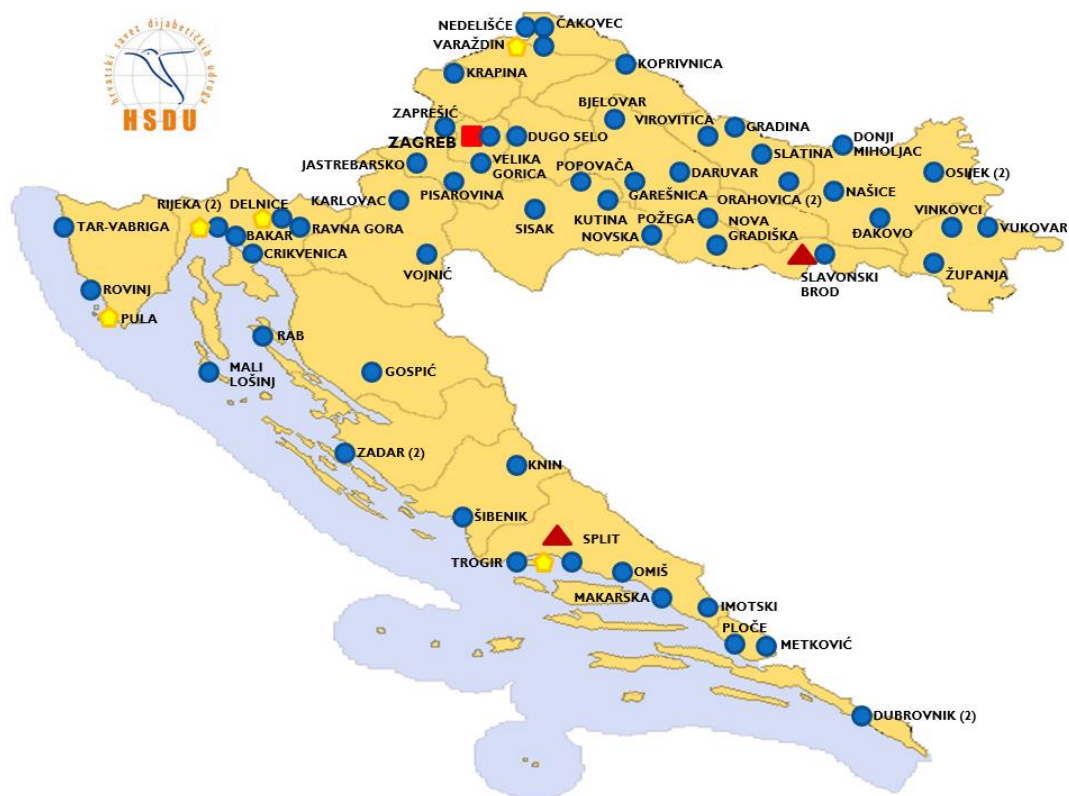 hrvatski savez dijabetičkih udruga
HSDU
NEDELIŠĆE
ČAKOVEC
VARAŽDIN
KOPRIVNICA
KRAPINA
BJELOVAR
ZAPREŠIĆ
VIROVITICA
GRADINA
ZAGREB
DUGO SELO
DONJI
MIHOLJAC
SLATINA
JASTREBARSKO
VELIKA
GORICA
POPOVAČA
DARUVAR
OSIJEK (2)
PISAROVINA
GAREŠNICA
ORAHOVICA (2)
NAŠICE
RIJEKA (2)
DELNICE
KARLOVAC
KUTINA
POŽEGA
VINKOVCI
TAR-VABRIGA
RAVNA GORA
SISAK
NOVSKA
NOVA
GRADIŠKA
ĐAKOVO
VUKOVAR
BAKAR
CRIKVENICA
VOJNIĆ
SLAVONSKI
BROD
ŽUPANJA
ROVINJ
PULA
RAB
MALI
LOŠINJ
GOSPIĆ
ZADAR (2)
KNIN
ŠIBENIK
SPLIT
TROGIR
OMIŠ
MAKARSKA
IMOTSKI
PLOČE
METKOVIĆ
DUBROVNIK (2)